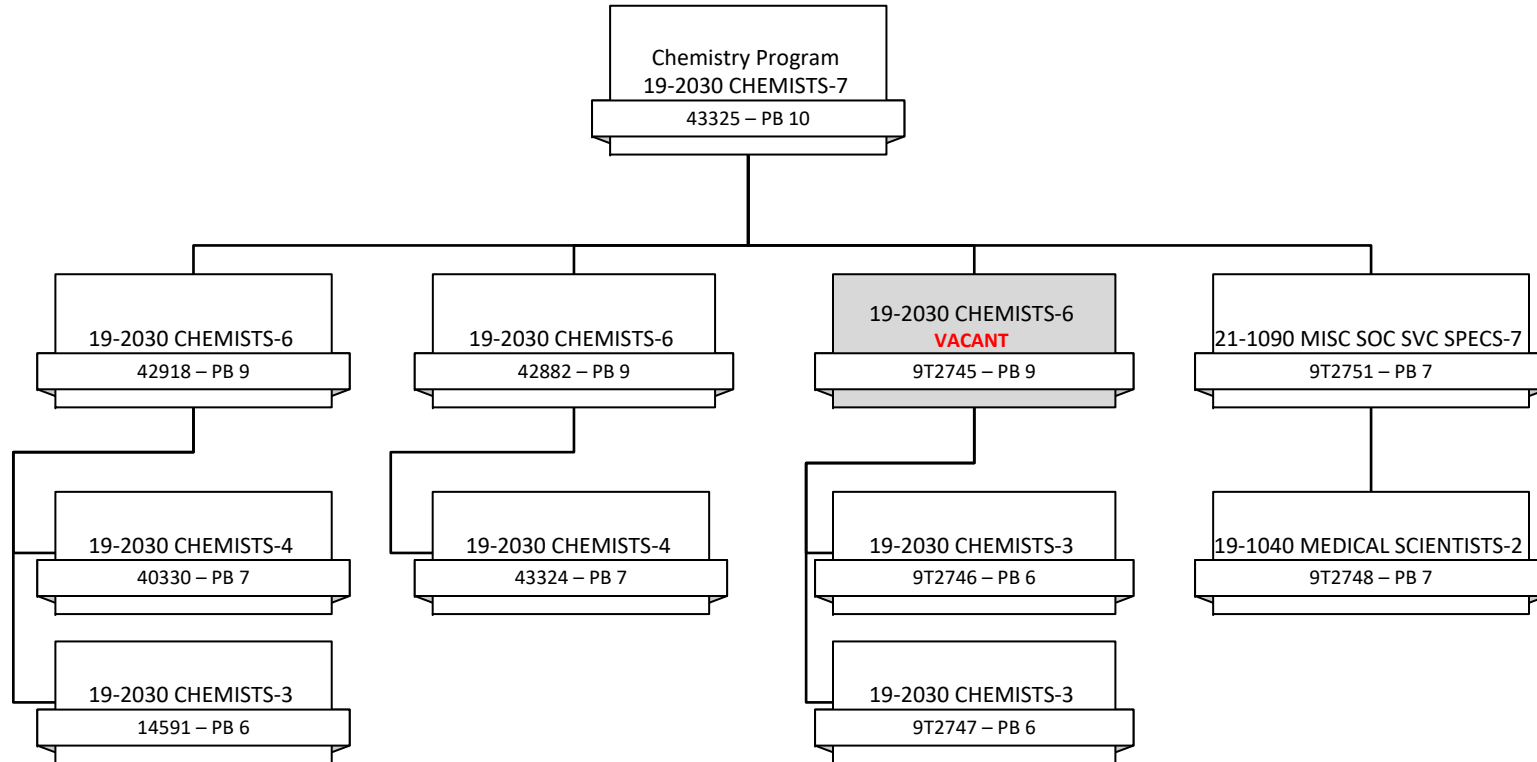 Chemistry Program
19-2030 CHEMISTS-7
43325 – PB 10
19-2030 CHEMISTS-6
42918 – PB 9
19-2030 CHEMISTS-6
42882 – PB 9
19-2030 CHEMISTS-6
VACANT
9T2745 – PB 9
21-1090 MISC SOC SVC SPECS-7
9T2751 – PB 7
19-2030 CHEMISTS-4
40330 – PB 7
19-2030 CHEMISTS-4
43324 – PB 7
19-2030 CHEMISTS-3
9T2746 – PB 6
19-1040 MEDICAL SCIENTISTS-2
9T2748 – PB 7
19-2030 CHEMISTS-3
14591 – PB 6
19-2030 CHEMISTS-3
9T2747 – PB 6